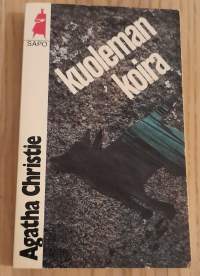 SAPO
kuoleman
koira
Agatha Christie